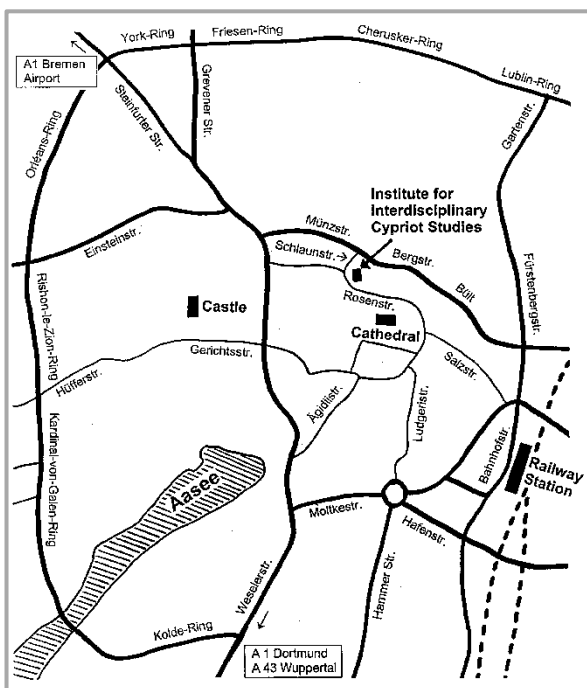 York-Ring
Friesen-Ring
Cherusker-Ring
Lublin-Ring
A1 Bremen
Airport
Steinfurter Str.
Grevener Str.
Gartenstr.
Orléans-Ring
Institute for
Interdisciplinary
Cypriot Studies
Münzstr.
Einsteinstr.
Schlaunstr.
Bergstr.
Fürstenbergstr.
Rishon-le-Zion-Ring
Rosenstr.
Bült
Castle
Cathedral
Gerichtsstr.
Salzstr.
Hüfferstr.
Ägidiistr.
Ludgeristr.
Kardinal-von-Galen-Ring
Bahnhofstr.
Railway
Station
Aasee
Moltkestr.
Hafenstr.
Weselerstr.
Hammer Str.
Kolde-Ring
A 1 Dortmund
A 43 Wuppertal